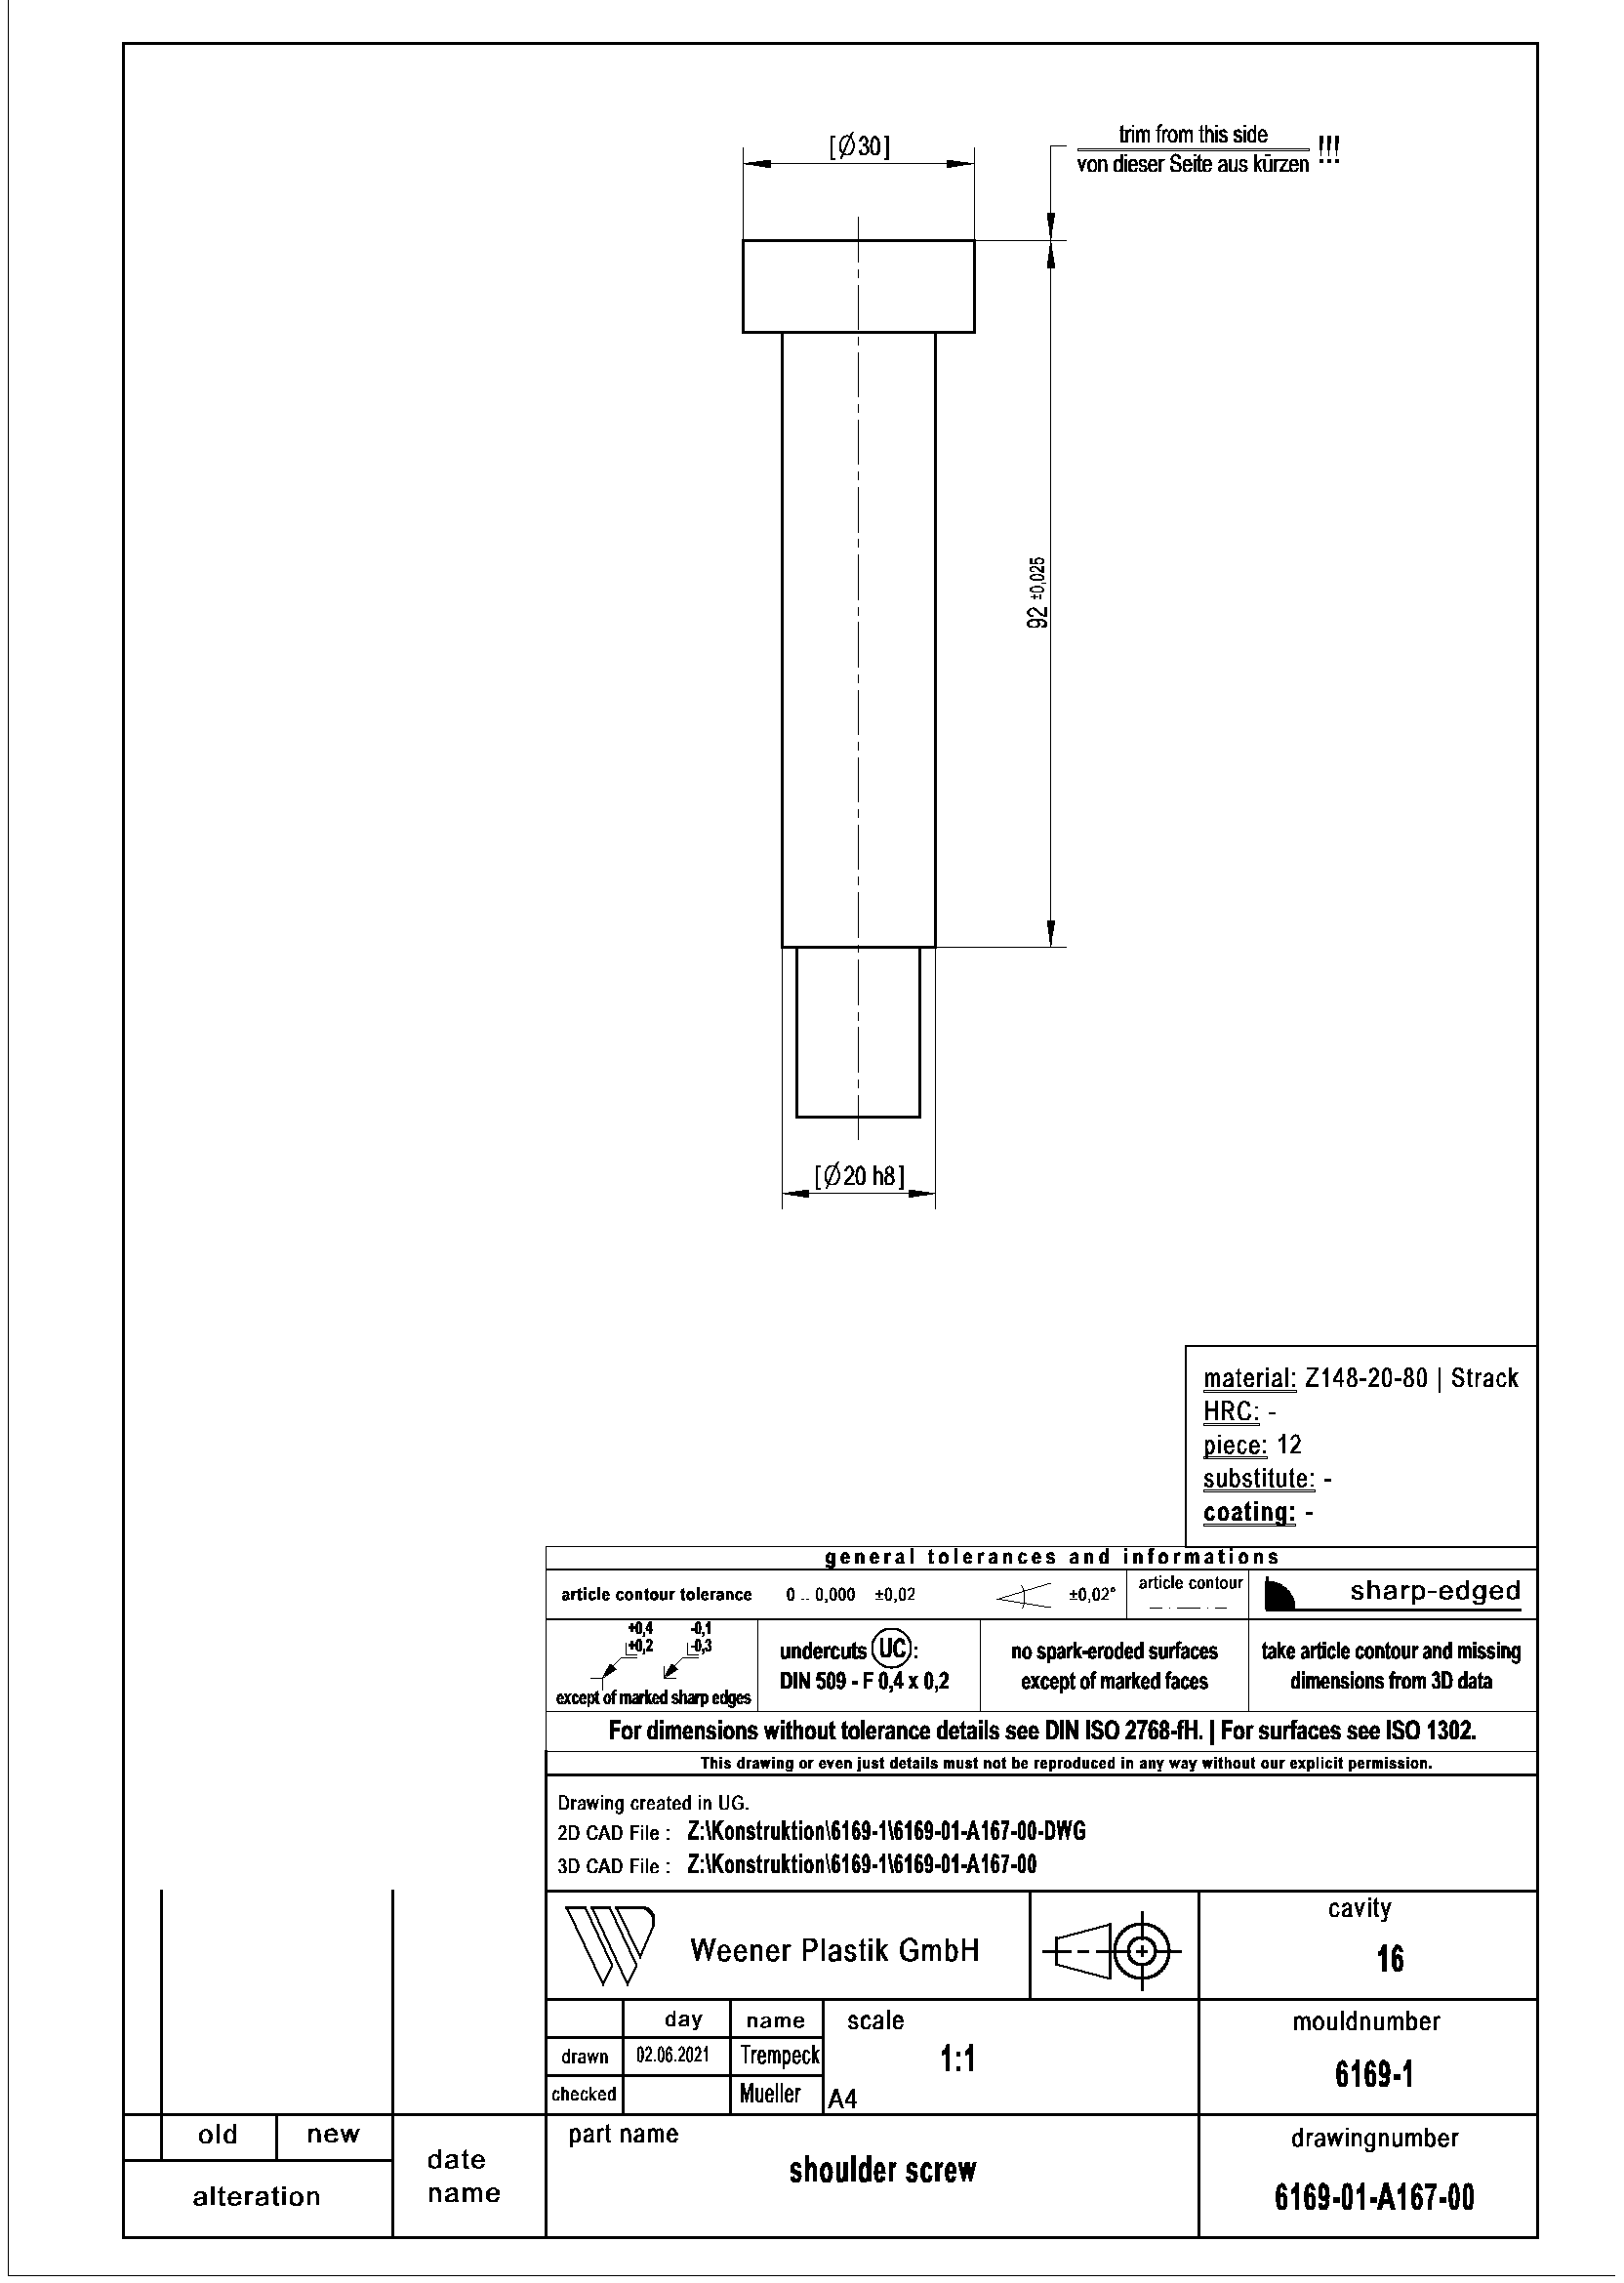 [Ø30]
trim from this side
von dieser Seite aus kürzen !!!
92 ±0,025
[Ø20 h8]
material: Z148-20-80 | Strack
HRC: -
piece: 12
substitute: -
coating: -
general tolerances and informations
article contour tolerance 0 .. 0,000 ±0,02 ±0,02° article contour sharp-edged
+0,4 -0,1
+0,2 -0,3
except of marked sharp edges
undercuts UC:
DIN 509 - F 0,4 x 0,2
no spark-eroded surfaces
except of marked faces
take article contour and missing
dimensions from 3D data
For dimensions without tolerance details see DIN ISO 2768-fH. | For surfaces see ISO 1302.
This drawing or even just details must not be reproduced in any way without our explicit permission.
Drawing created in UG.
2D CAD File : Z:\Konstruktion\6169-1\6169-01-A167-00-DWG
3D CAD File : Z:\Konstruktion\6169-1\6169-01-A167-00
Weener Plastik GmbH
cavity
16
day name scale
drawn 02.06.2021 Trempeck 1:1
checked Mueller A4
mouldnumber
6169-1
old new
alteration
date
name
part name
shoulder screw
drawingnumber
6169-01-A167-00